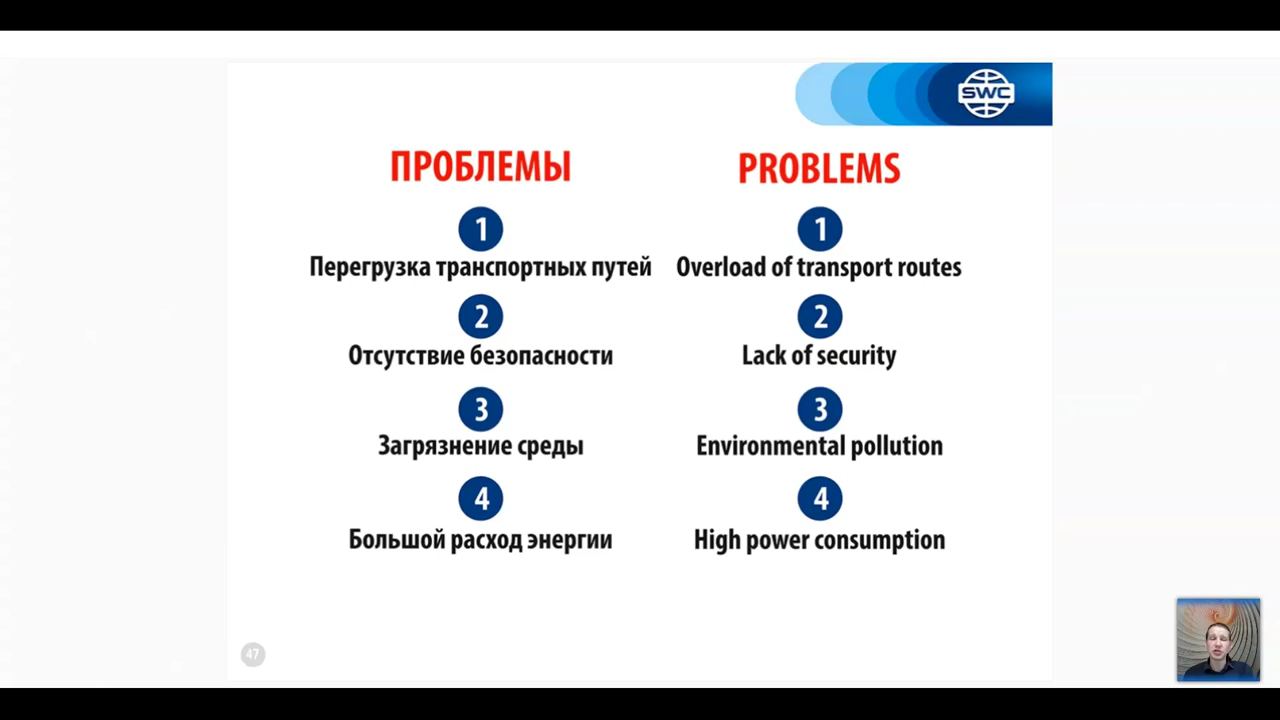 SWC
ПРОБЛЕМЫ
1
Перегрузка транспортных путей
2
Отсутствие безопасности
3
Загрязнение среды
4
Большой расход энергии
PROBLEMS
1
Overload of transport routes
2
Lack of security
3
Environmental pollution
4
High power consumption
47